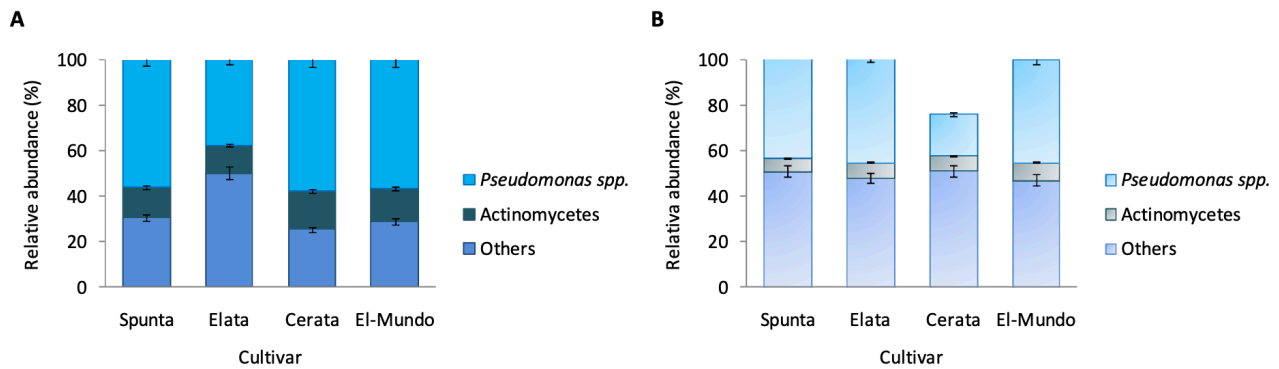 A
Relative abundance (%)
100
80
60
40
20
0
Spunta Elata Cerata El-Mundo
Cultivar
Pseudomonas spp.
Actinomycetes
Others
B
Relativa abundance (%)
100
80
60
40
20
0
Spunta Elata Cerata El-Mundo
Cultivar
Pseudomonas spp.
Actinomycetes
Others